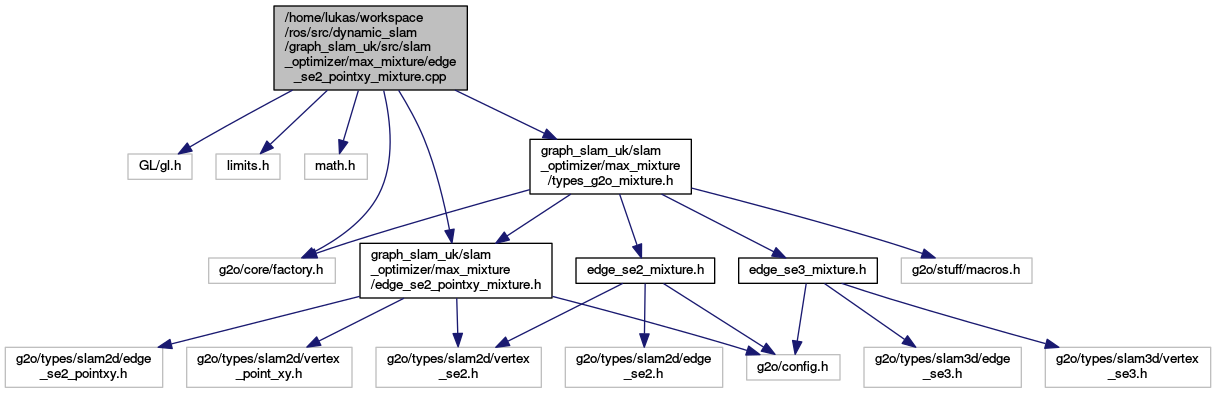 /home/lukas/workspace
/ros/src/dynamic_slam
/graph_slam_uk/src/slam
_optimizer/max_mixture/edge
_se2_pointxy_mixture.cpp
GL/gl.h
limits.h
math.h
graph_slam_uk/slam
_optimizer/max_mixture
/types_g2o_mixture.h
g2o/core/factory.h
graph_slam_uk/slam
_optimizer/max_mixture
/edge_se2_pointxy_mixture.h
edge_se2_mixture.h
edge_se3_mixture.h
g2o/stuff/macros.h
g2o/types/slam2d/edge
_se2_pointxy.h
g2o/types/slam2d/vertex
_point_xy.h
g2o/types/slam2d/vertex
_se2.h
g2o/types/slam2d/edge
_se2.h
g2o/config.h
g2o/types/slam3d/edge
_se3.h
g2o/types/slam3d/vertex
_se3.h